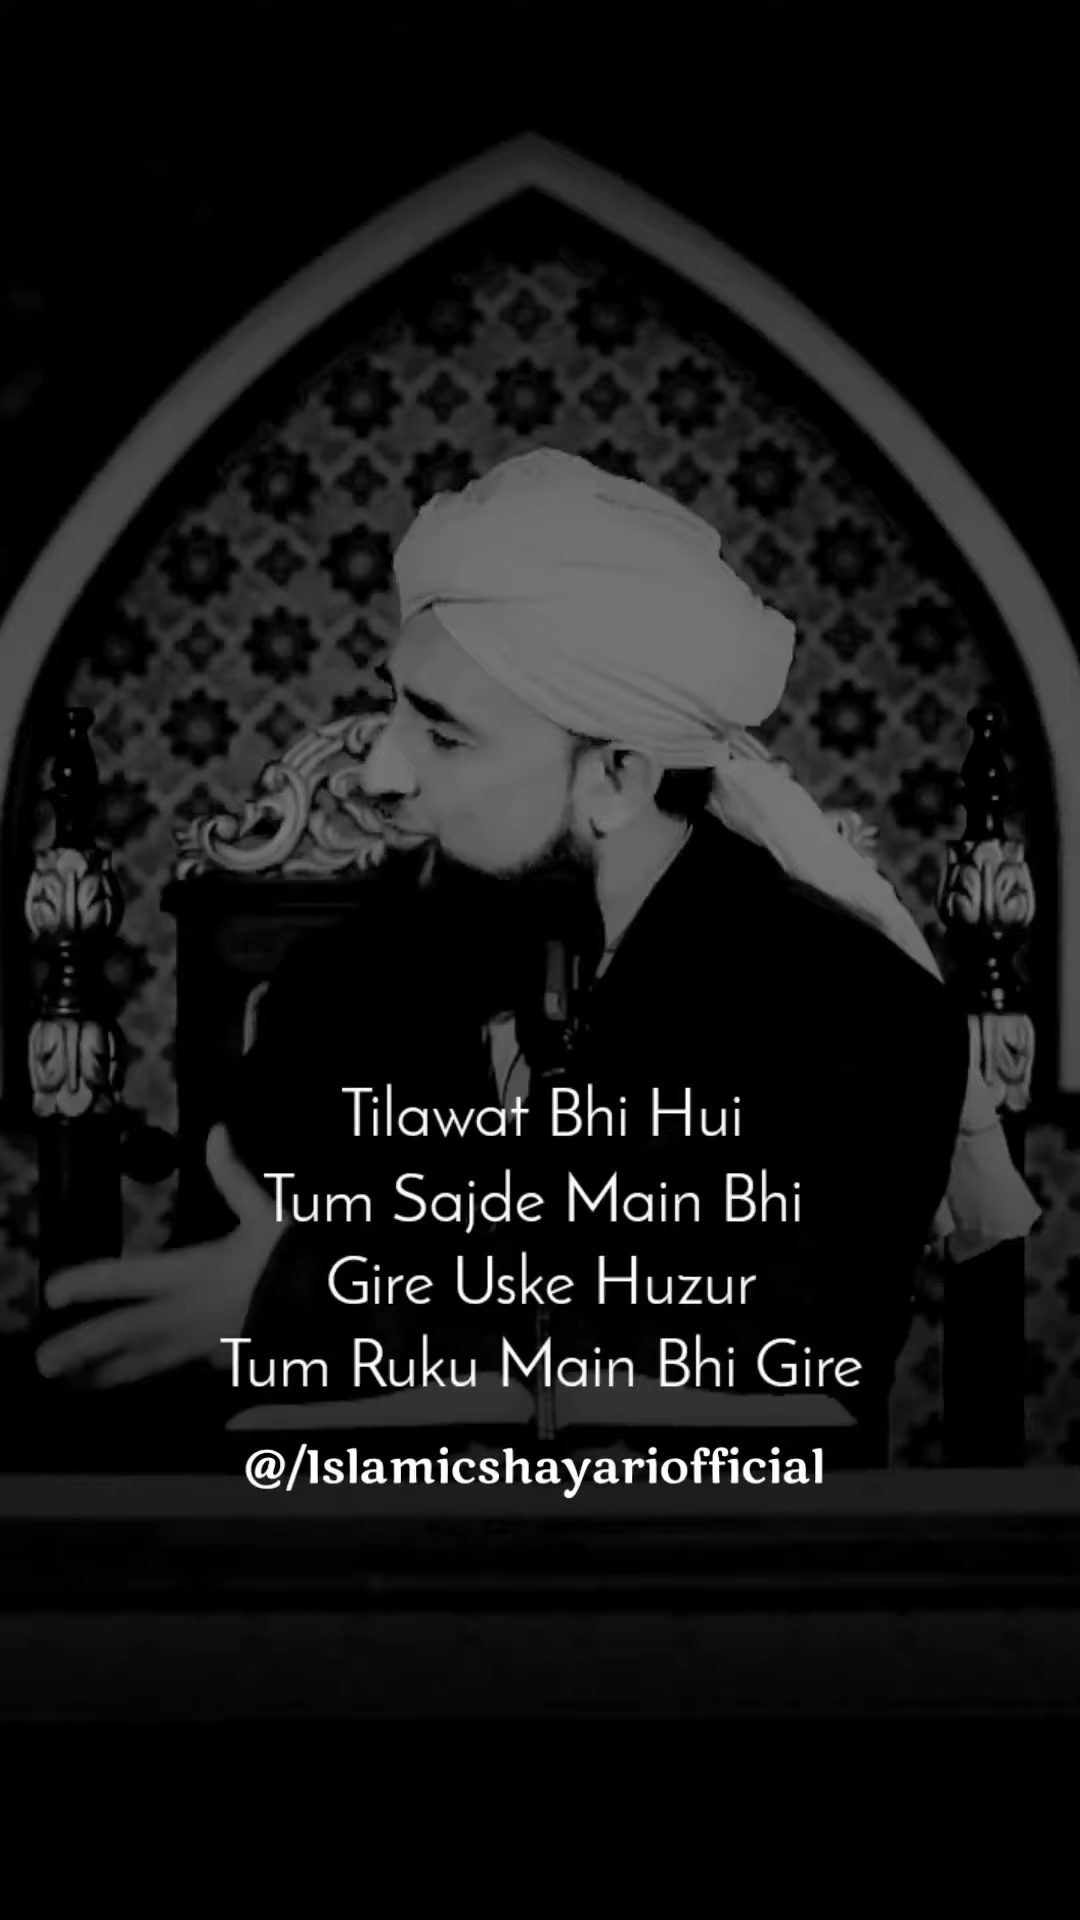 Tilawat Bhi Hui
Tum Sajde Main Bhi
Gire Uske Huzur
Tum Ruku Main Bhi Gire
@/Islamicshayariofficial